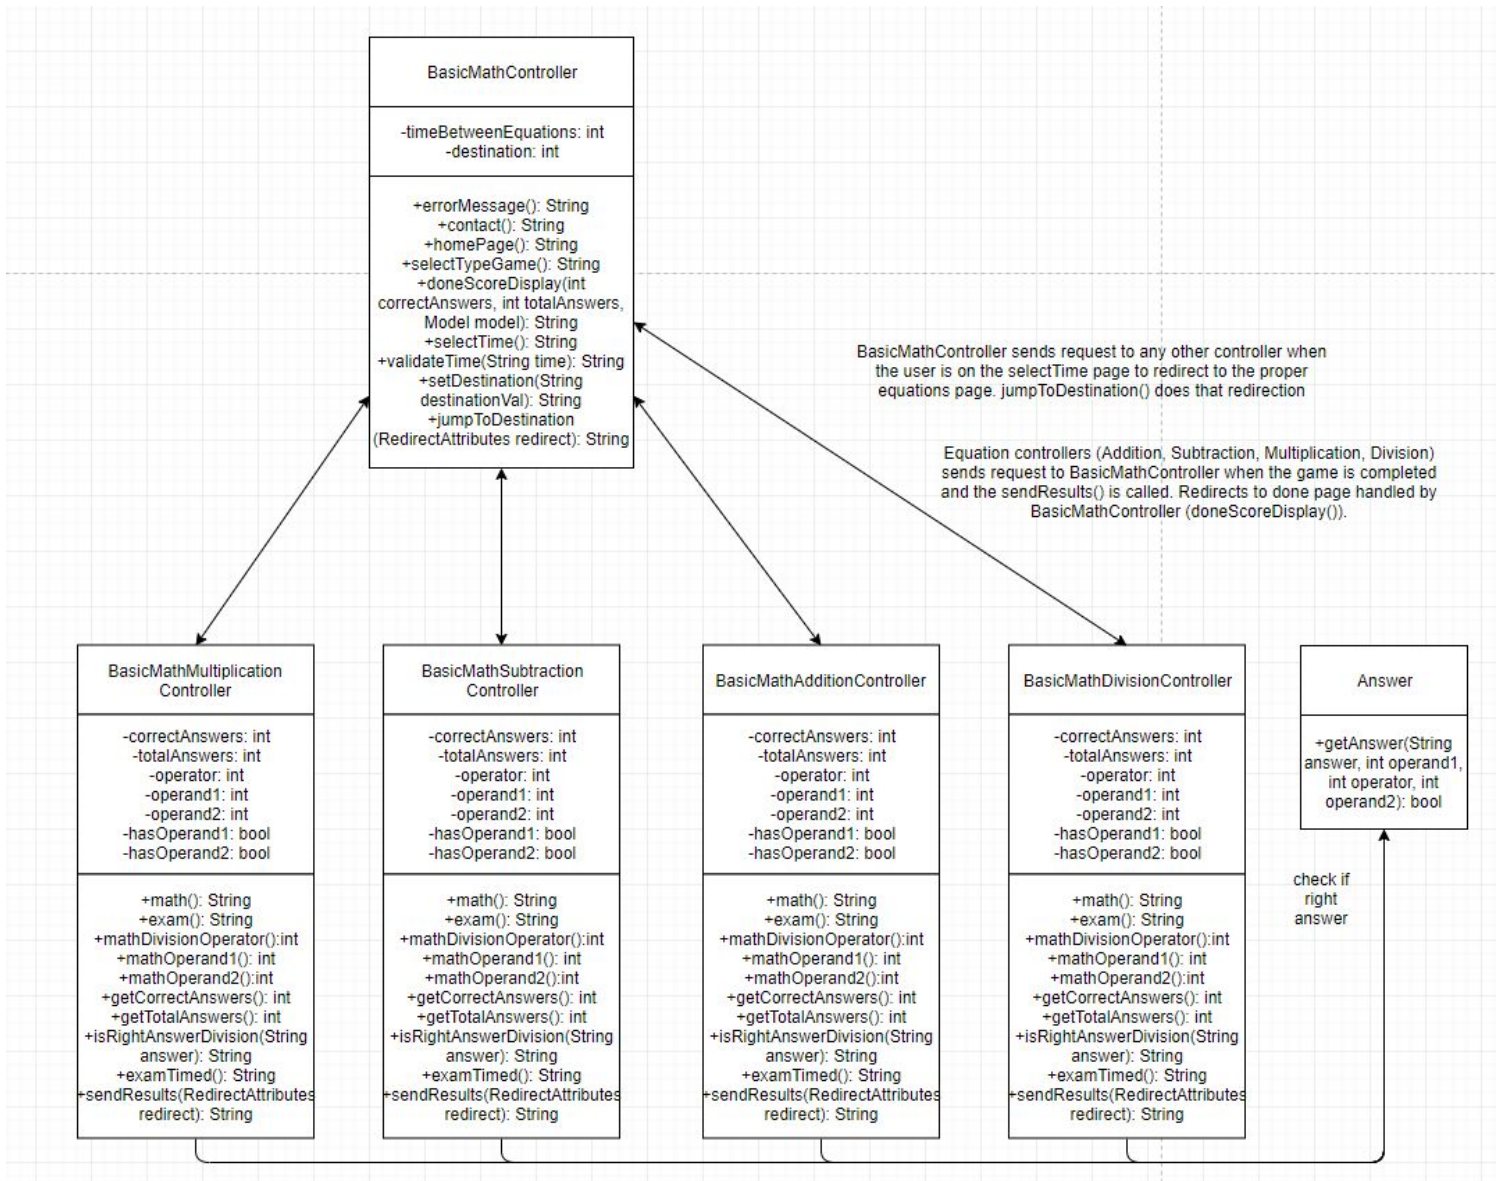 BasicMathController
-timeBetweenEquations: int
-destination: int
+errorMessage(): String
+contact(): String
+homePage(): String
+selectTypeGame(): String
+doneScoreDisplay(int
correctAnswers, int totalAnswers,
Model model): String
+selectTime(): String
+validateTime(String time): String
+setDestination(String
destinationVal): String
+jumpToDestination
(RedirectAttributes redirect): String
BasicMathController sends request to any other controller when
the user is on the selectTime page to redirect to the proper
equations page. jumpToDestination() does that redirection
Equation controllers (Addition, Subtraction, Multiplication, Division)
sends request to BasicMathController when the game is completed
and the sendResults() is called. Redirects to done page handled by
BasicMathController (doneScoreDisplay()).
BasicMathMultiplication
Controller
-correctAnswers: int
-totalAnswers: int
-operator: int
-operand1: int
-operand2: int
-hasOperand1: bool
-hasOperand2: bool
+math(): String
+exam(): String
+mathDivisionOperator():int
+mathOperand1(): int
+mathOperand2():int
+getCorrectAnswers(): int
+getTotalAnswers(): int
+isRightAnswerDivision(String
answer): String
+examTimed(): String
+sendResults(RedirectAttributes
redirect): String
BasicMathSubtraction
Controller
-correctAnswers: int
-totalAnswers: int
-operator: int
-operand1: int
-operand2: int
-hasOperand1: bool
-hasOperand2: bool
+math(): String
+exam(): String
+mathDivisionOperator():int
+mathOperand1(): int
+mathOperand2():int
+getCorrectAnswers(): int
+getTotalAnswers(): int
+isRightAnswerDivision(String
answer): String
+examTimed(): String
+sendResults(RedirectAttributes
redirect): String
BasicMathAdditionController
-correctAnswers: int
-totalAnswers: int
-operator: int
-operand1: int
-operand2: int
-hasOperand1: bool
-hasOperand2: bool
+math(): String
+exam(): String
+mathDivisionOperator():int
+mathOperand1(): int
+mathOperand2():int
+getCorrectAnswers(): int
+getTotalAnswers(): int
+isRightAnswerDivision(String
answer): String
+examTimed(): String
+sendResults(RedirectAttributes
redirect): String
BasicMathDivisionController
-correctAnswers: int
-totalAnswers: int
-operator: int
-operand1: int
-operand2: int
-hasOperand1: bool
-hasOperand2: bool
+math(): String
+exam(): String
+mathDivisionOperator():int
+mathOperand1(): int
+mathOperand2():int
+getCorrectAnswers(): int
+getTotalAnswers(): int
+isRightAnswerDivision(String
answer): String
+examTimed(): String
+sendResults(RedirectAttributes
redirect): String
Answer
+getAnswer(String
answer, int operand1,
int operator, int
operand2): bool
check if
right
answer